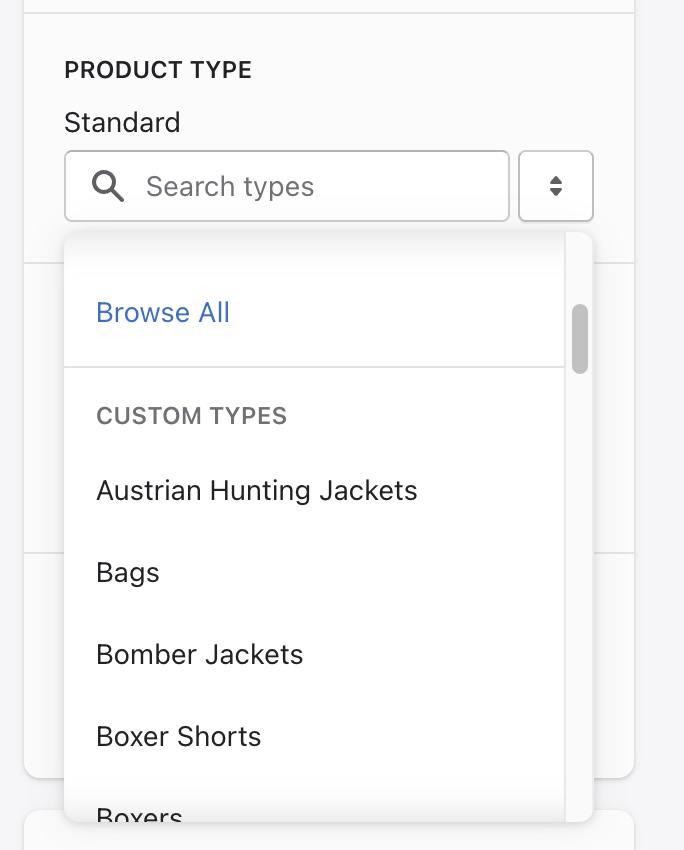 PRODUCT TYPE
Standard
Search types
Browse All
CUSTOM TYPES
Austrian Hunting Jackets
Bags
Bomber Jackets
Boxer Shorts
Boxers